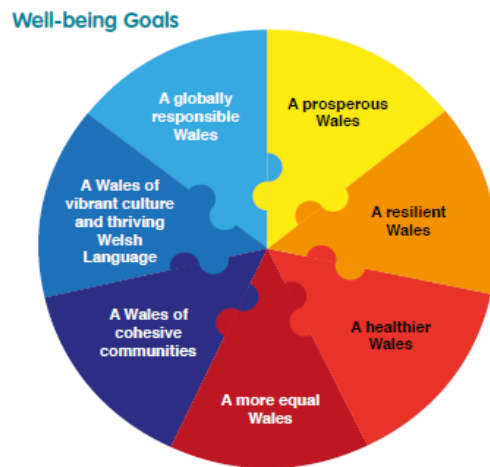 Well-being Goals
A prosperous
Wales
A resilient
Wales
A healthier
Wales
A more equal
Wales
A Wales of
cohesive
communities
A Wales of
vibrant culture
and thriving
Welsh
Language
A globally
responsible
Wales